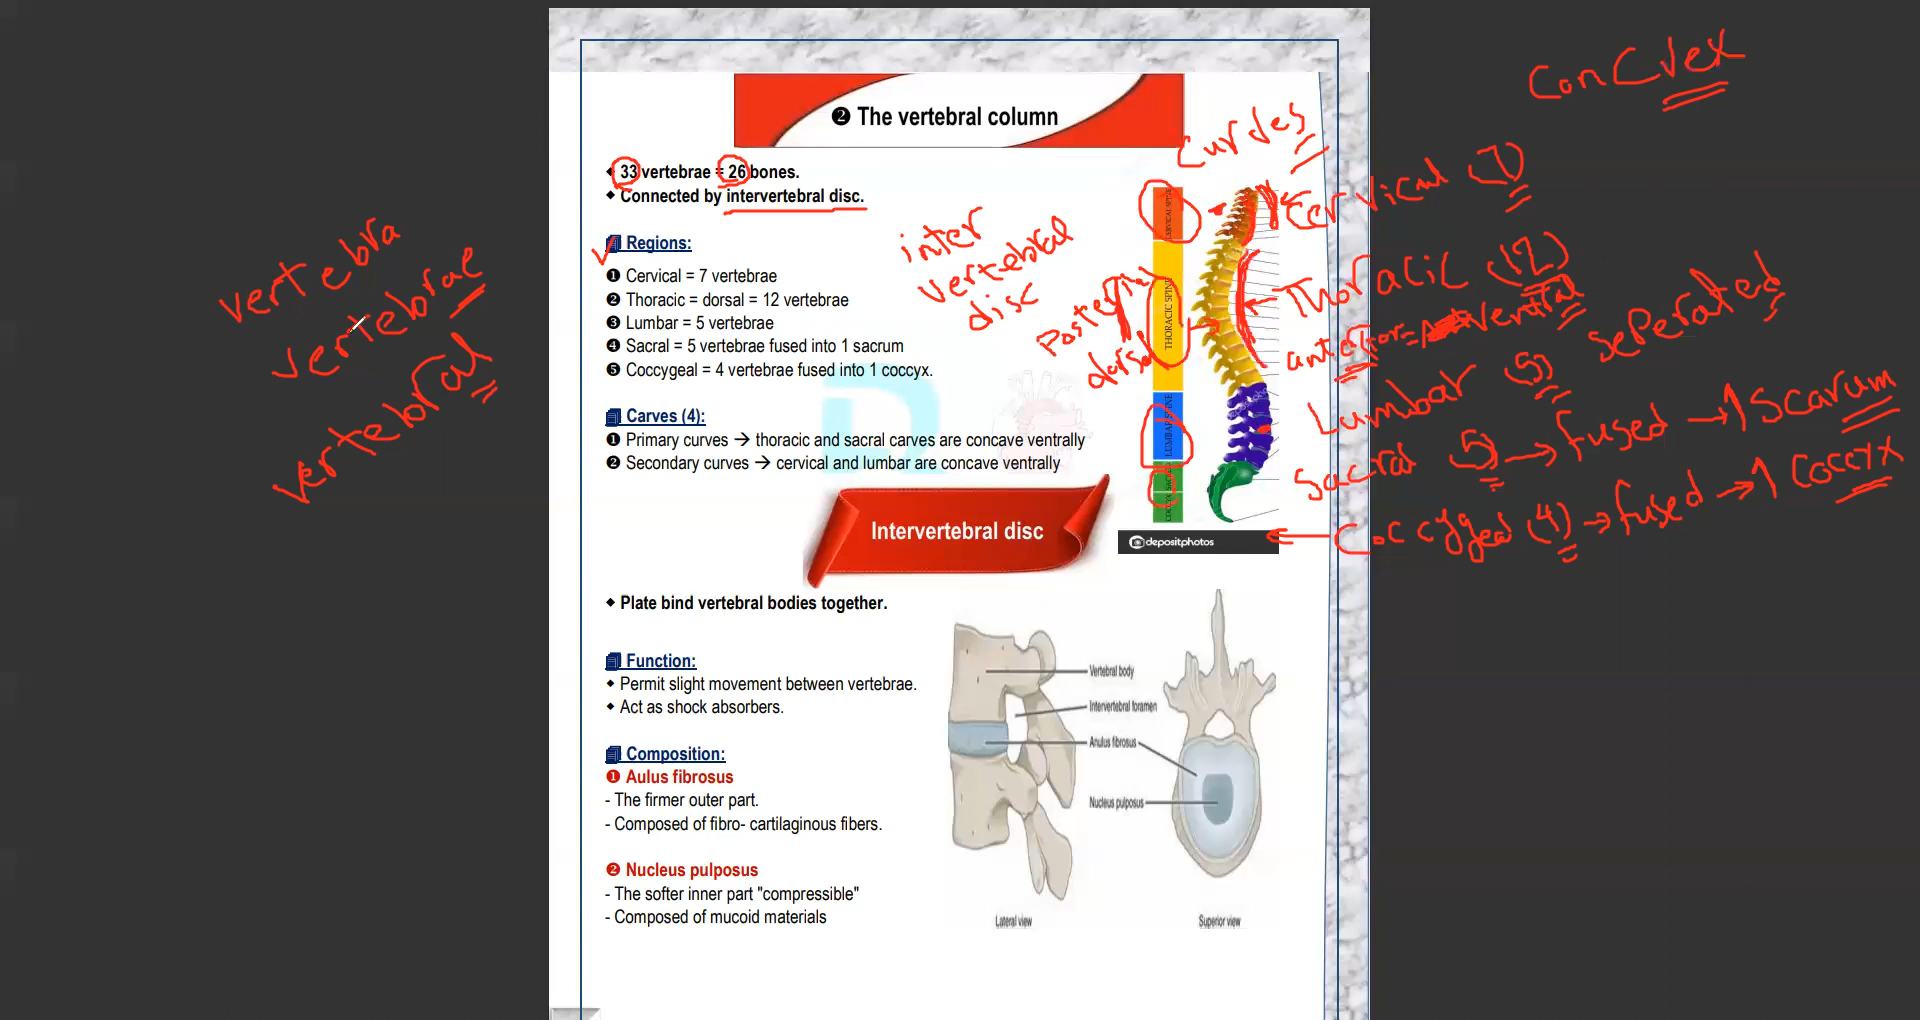 ❷ The vertebral column
◆ 33 vertebrae = 26 bones.
◆ Connected by intervertebral disc.
Regions:
❶ Cervical = 7 vertebrae
❷ Thoracic = dorsal = 12 vertebrae
❸ Lumbar = 5 vertebrae
❹ Sacral = 5 vertebrae fused into 1 sacrum
❺ Coccygeal = 4 vertebrae fused into 1 coccyx.
Carves (4):
❶ Primary curves → thoracic and sacral carves are concave ventrally
❷ Secondary curves → cervical and lumbar are concave ventrally
Intervertebral disc
◆ Plate bind vertebral bodies together.
Function:
◆ Permit slight movement between vertebrae.
◆ Act as shock absorbers.
Composition:
❶ Aulus fibrosus
- The firmer outer part.
- Composed of fibro- cartilaginous fibers.
❷ Nucleus pulposus
- The softer inner part "compressible"
- Composed of mucoid materials
vertebra
vertebrae
vertebral
inter
vertebral
disc
Curves
Cervical (7)
Thoracic (12)
Lumbar (5) seperated
Sacral (5) → fused → 1 Scarum
(4) → fused → 1 Coccyx
dorsal
THORACIC SPINE
depositphotos
Vertebral body
Intervertebral foramen
Anulus fibrosus
Nucleus pulposus
Lateral view
Superior view